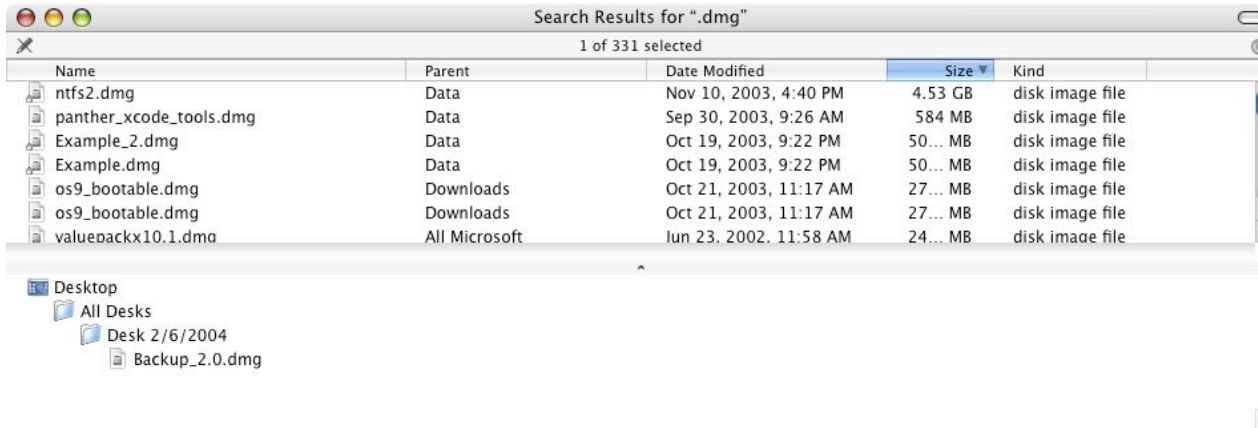 Search Results for “.dmg”
1 of 331 selected
Name Parent Date Modified Size Kind
ntfs2.dmg Data Nov 10, 2003, 4:40 PM 4.53 GB disk image file
panther_xcode_tools.dmg Data Sep 30, 2003, 9:26 AM 584 MB disk image file
Example_2.dmg Data Oct 19, 2003, 9:22 PM 50... MB disk image file
Example.dmg Data Oct 19, 2003, 9:22 PM 50... MB disk image file
os9_bootable.dmg Downloads Oct 21, 2003, 11:17 AM 27... MB disk image file
os9_bootable.dmg Downloads Oct 21, 2003, 11:17 AM 27... MB disk image file
valuepackx10.1.dmg All Microsoft Jun 23, 2002, 11:58 AM 24... MB disk image file
Desktop
All Desks
Desk 2/6/2004
Backup_2.0.dmg